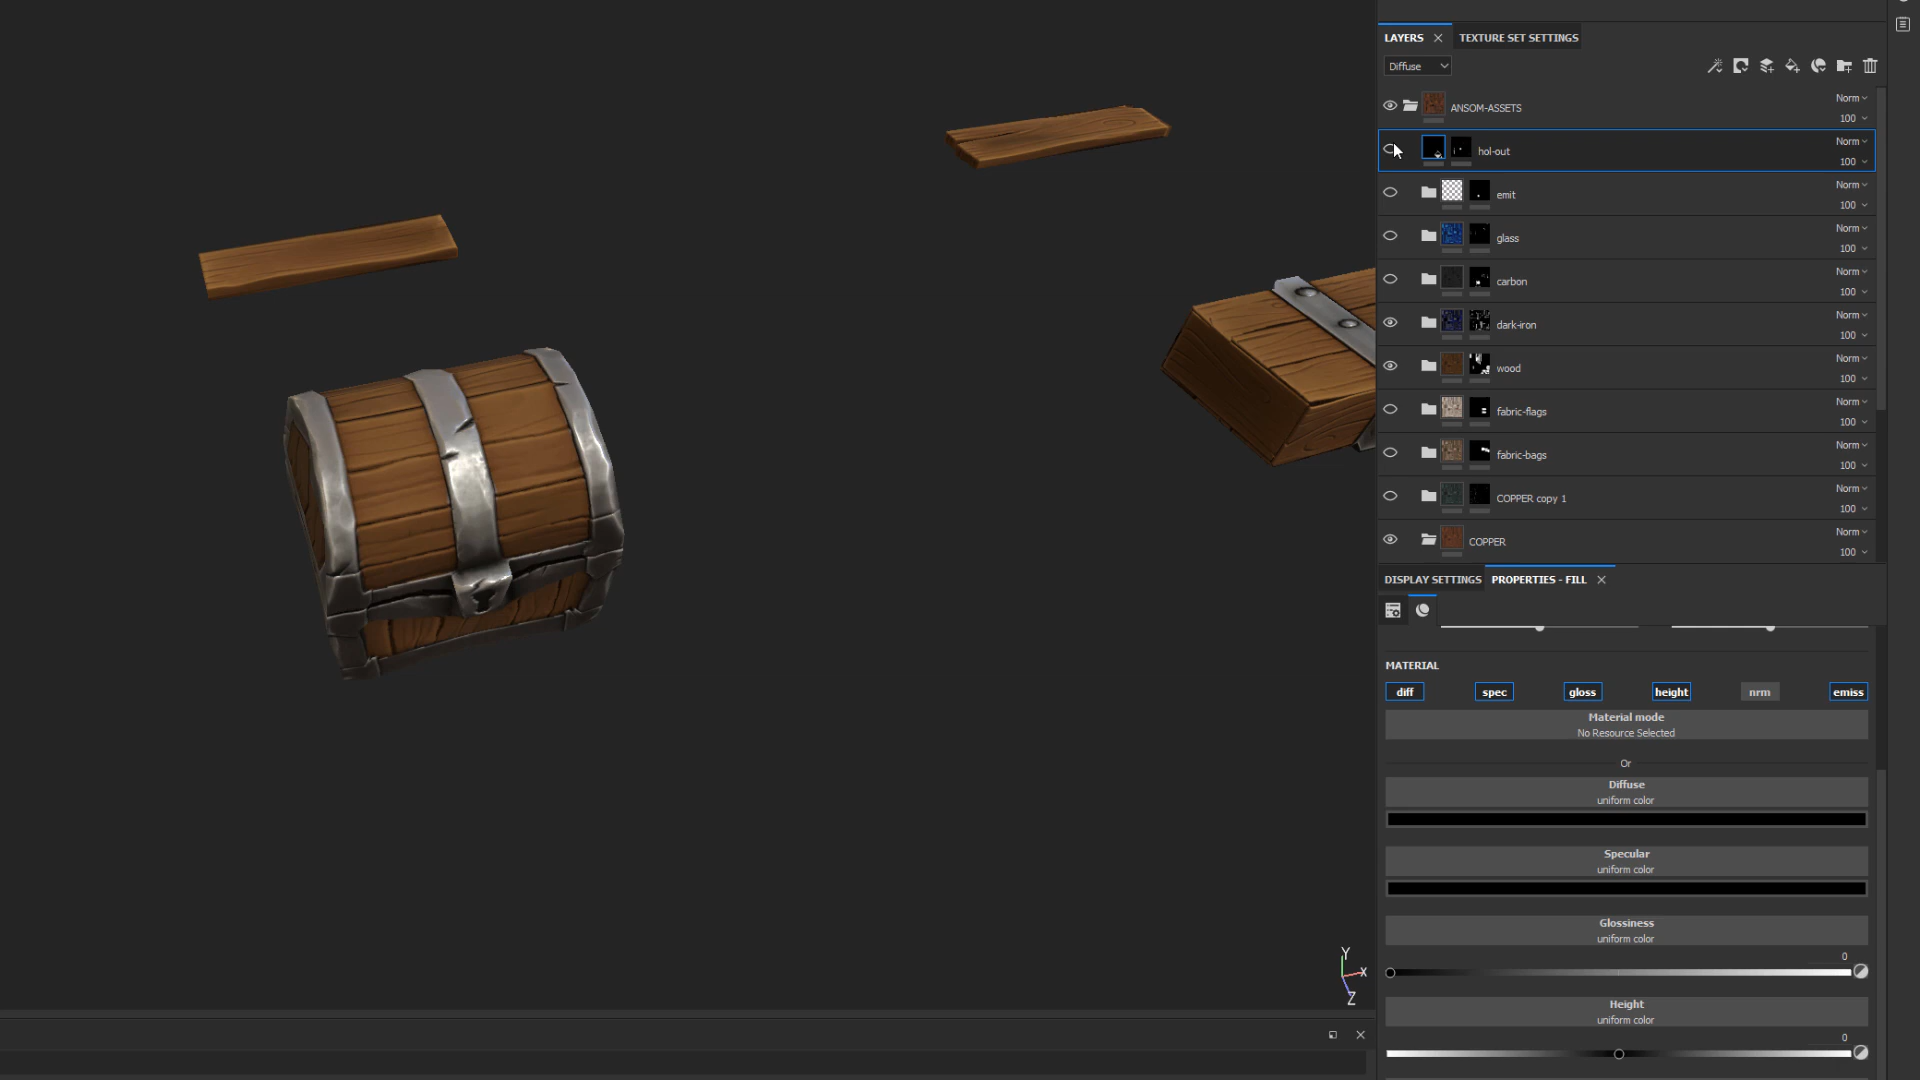 LAYERS
TEXTURE SET SETTINGS
Diffuse
ANSOM-ASSETS
Norm
100
hol-out
Norm
100
emit
Norm
100
glass
Norm
100
carbon
Norm
100
dark-iron
Norm
100
wood
Norm
100
fabric-flags
Norm
100
fabric-bags
Norm
100
COPPER copy 1
Norm
100
COPPER
Norm
100
DISPLAY SETTINGS
PROPERTIES - FILL
MATERIAL
diff spec gloss height nrm emiss
Material mode
No Resource Selected
Or
Diffuse
uniform color
Specular
uniform color
Glossiness
uniform color
0
Height
uniform color
0
Y
X
Z